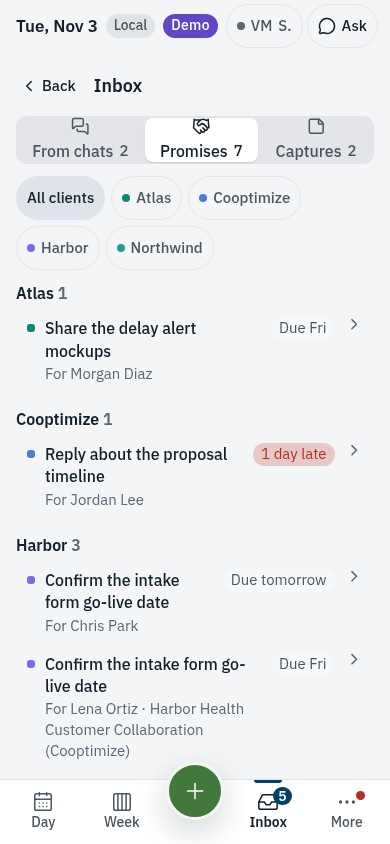 Tue, Nov 3 Local Demo VM S. Ask
Back Inbox
From chats 2 Promises 7 Captures 2
All clients Atlas Cooptimize
Harbor Northwind
Atlas 1
Share the delay alert Due Fri
mockups
For Morgan Diaz
Cooptimize 1
Reply about the proposal 1 day late
timeline
For Jordan Lee
Harbor 3
Confirm the intake Due tomorrow
form go-live date
For Chris Park
Confirm the intake form go- Due Fri
live date
For Lena Ortiz · Harbor Health
Customer Collaboration
(Cooptimize)
5
Day Week Inbox More